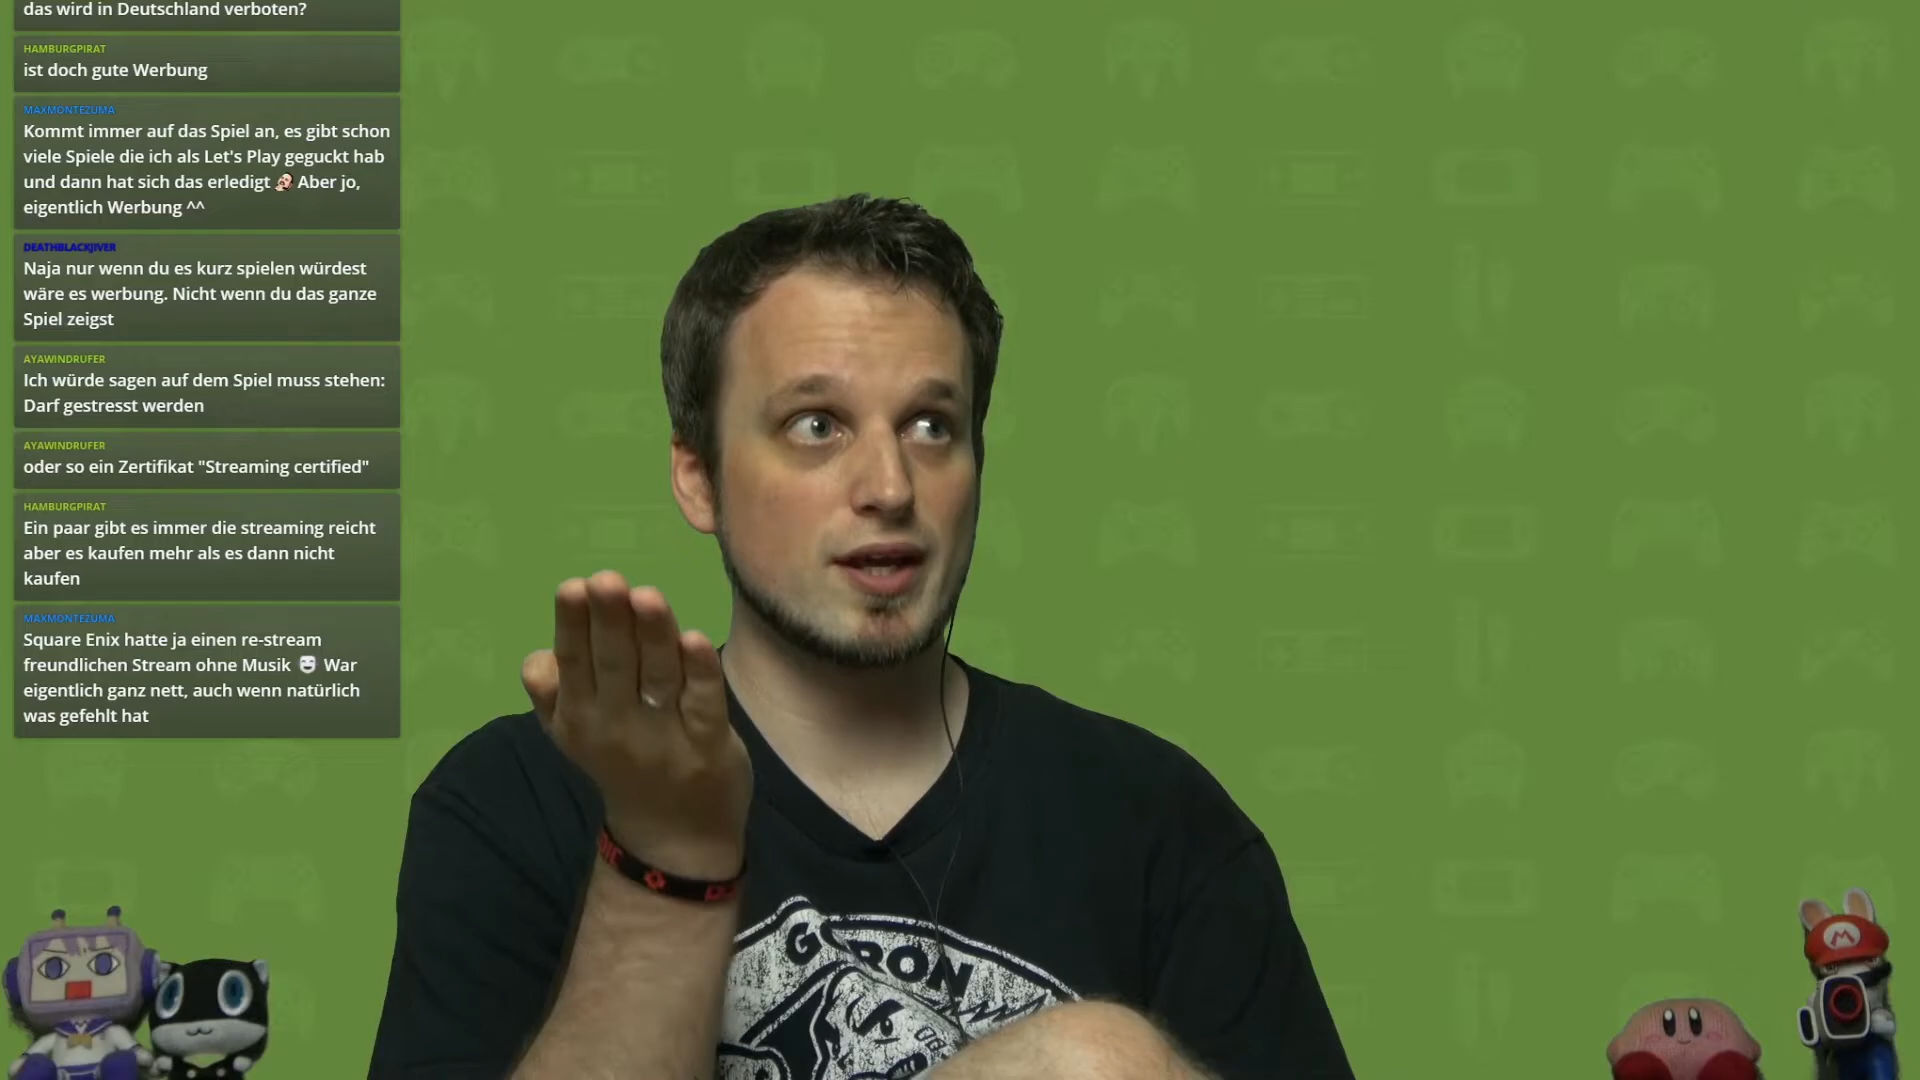 das wird in Deutschland verboten?
HAMBURGPIRAT
ist doch gute Werbung
MAXMONTEZUMA
Kommt immer auf das Spiel an, es gibt schon
viele Spiele die ich als Let's Play geguckt hab
und dann hat sich das erledigt Aber jo,
eigentlich Werbung ^^
DEATHBLACKJIVER
Naja nur wenn du es kurz spielen würdest
wäre es werbung. Nicht wenn du das ganze
Spiel zeigst
AYAWINDRUFER
Ich würde sagen auf dem Spiel muss stehen:
Darf gestresst werden
AYAWINDRUFER
oder so ein Zertifikat "Streaming certified"
HAMBURGPIRAT
Ein paar gibt es immer die streaming reicht
aber es kaufen mehr als es dann nicht
kaufen
MAXMONTEZUMA
Square Enix hatte ja einen re-stream
freundlichen Stream ohne Musik War
eigentlich ganz nett, auch wenn natürlich
was gefehlt hat
M